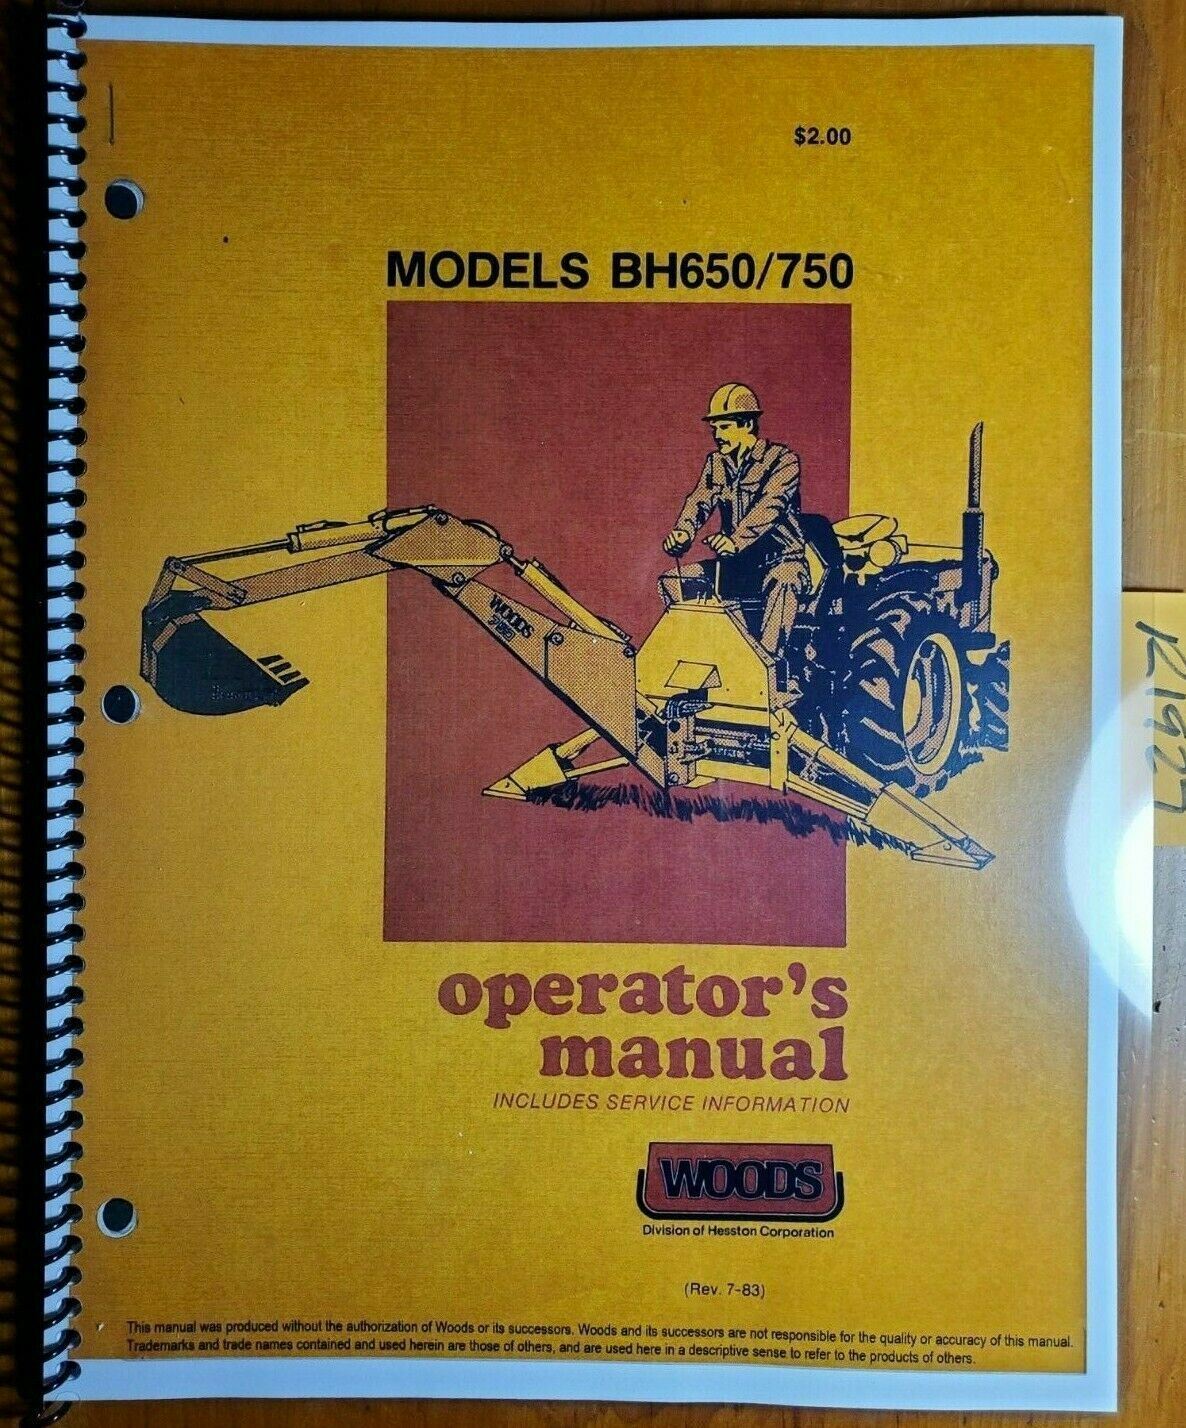 $2.00
MODELS BH650/750
WOODS
750
operator's
manual
INCLUDES SERVICE INFORMATION
WOODS
Division of Hesston Corporation
(Rev. 7-83)
This manual was produced without the authorization of Woods or its successors. Woods and its successors are not responsible for the quality or accuracy of this manual.
Trademarks and trade names contained and used herein are those of others, and are used here in a descriptive sense to refer to the products of others.
R1927